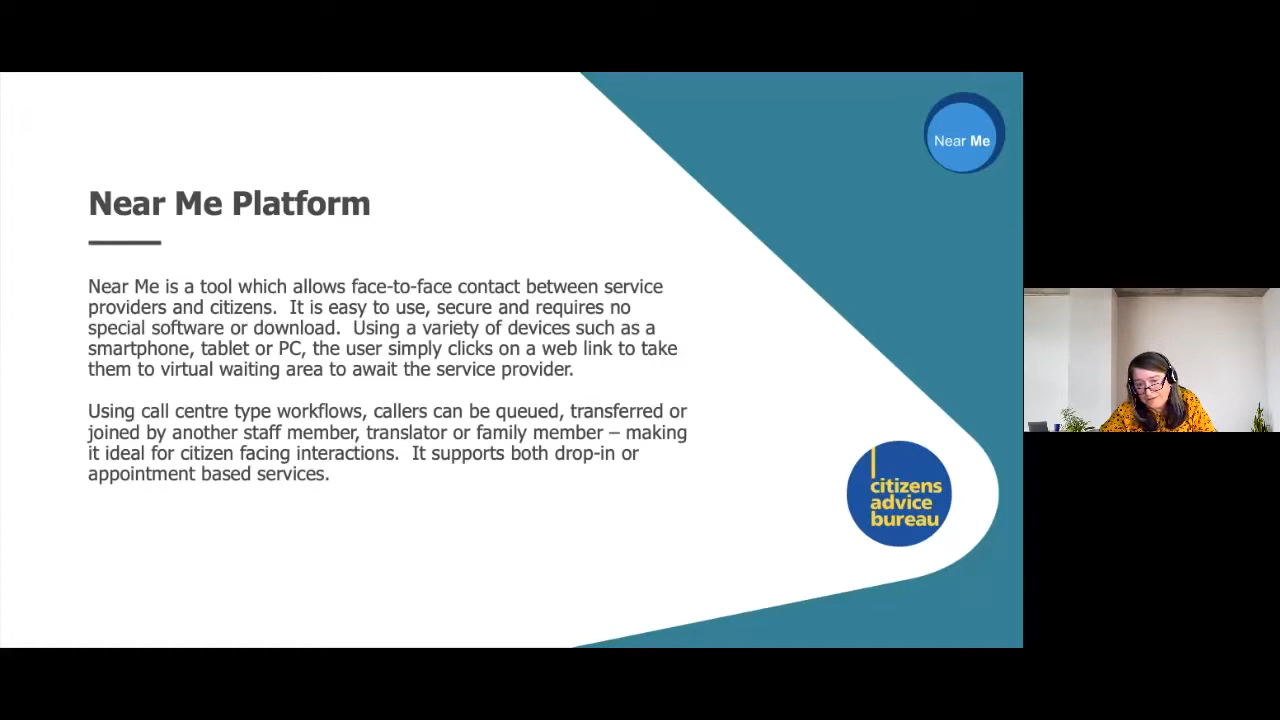 Near Me
Near Me Platform
Near Me is a tool which allows face-to-face contact between service
providers and citizens.  It is easy to use, secure and requires no
special software or download.  Using a variety of devices such as a
smartphone, tablet or PC, the user simply clicks on a web link to take
them to virtual waiting area to await the service provider.
Using call centre type workflows, callers can be queued, transferred or
joined by another staff member, translator or family member – making
it ideal for citizen facing interactions.  It supports both drop-in or
appointment based services.
citizens
advice
bureau